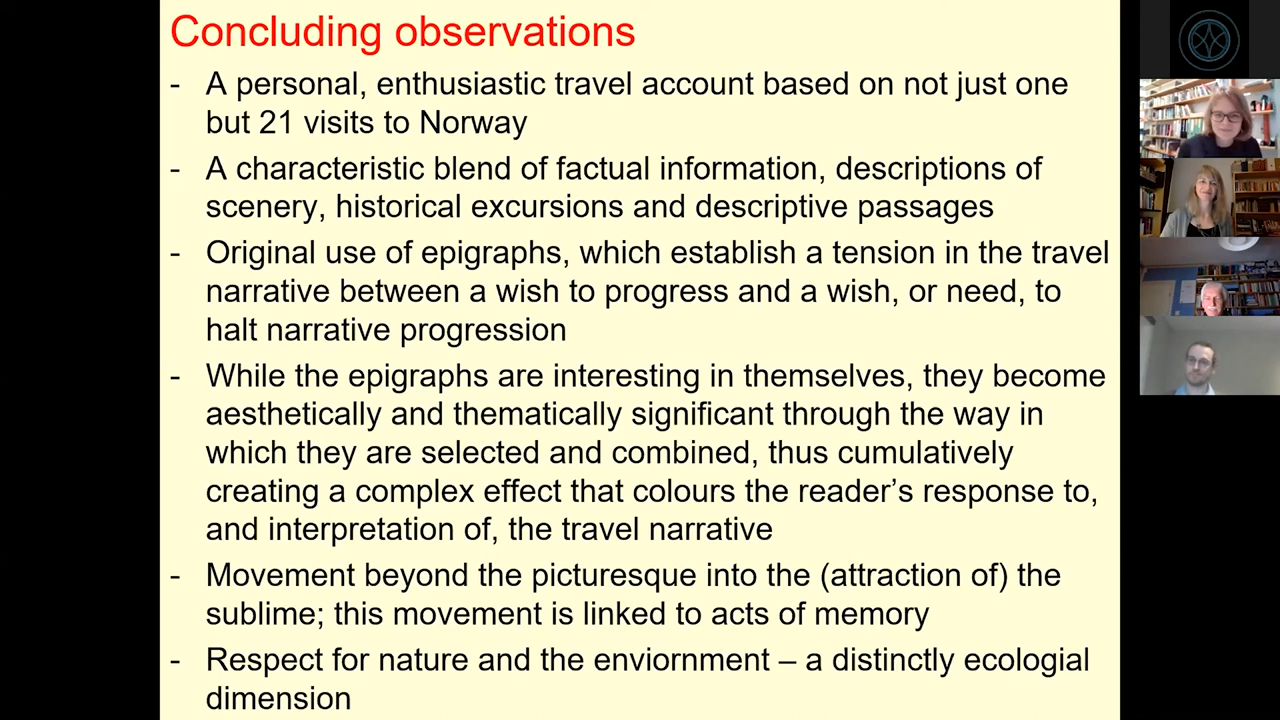 Concluding observations
- A personal, enthusiastic travel account based on not just one
but 21 visits to Norway
- A characteristic blend of factual information, descriptions of
scenery, historical excursions and descriptive passages
- Original use of epigraphs, which establish a tension in the travel
narrative between a wish to progress and a wish, or need, to
halt narrative progression
- While the epigraphs are interesting in themselves, they become
aesthetically and thematically significant through the way in
which they are selected and combined, thus cumulatively
creating a complex effect that colours the reader’s response to,
and interpretation of, the travel narrative
- Movement beyond the picturesque into the (attraction of) the
sublime; this movement is linked to acts of memory
- Respect for nature and the enviornment – a distinctly ecologial
dimension